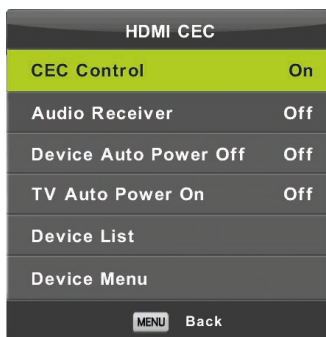 HDMI CEC
CEC Control On
Audio Receiver Off
Device Auto Power Off Off
TV Auto Power On Off
Device List
Device Menu
MENU Back